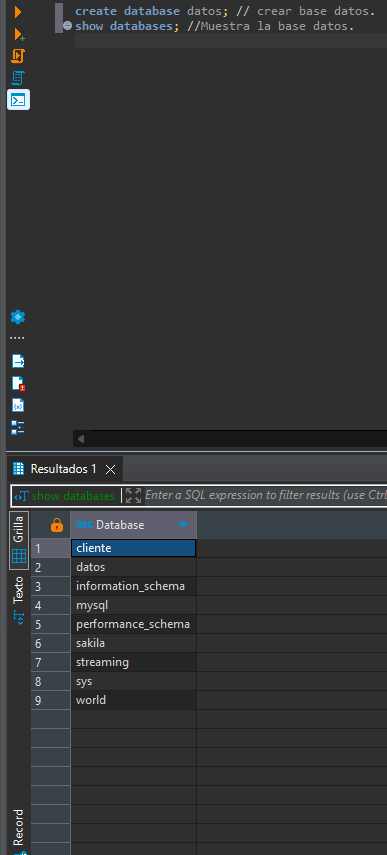 create database datos; // crear base datos.
show databases; //Muestra la base datos.
Resultados 1
show databases
Enter a SQL expression to filter results (use Ctrl
Grilla
Texto
Record
ABC Database
1 cliente
2 datos
3 information_schema
4 mysql
5 performance_schema
6 sakila
7 streaming
8 sys
9 world